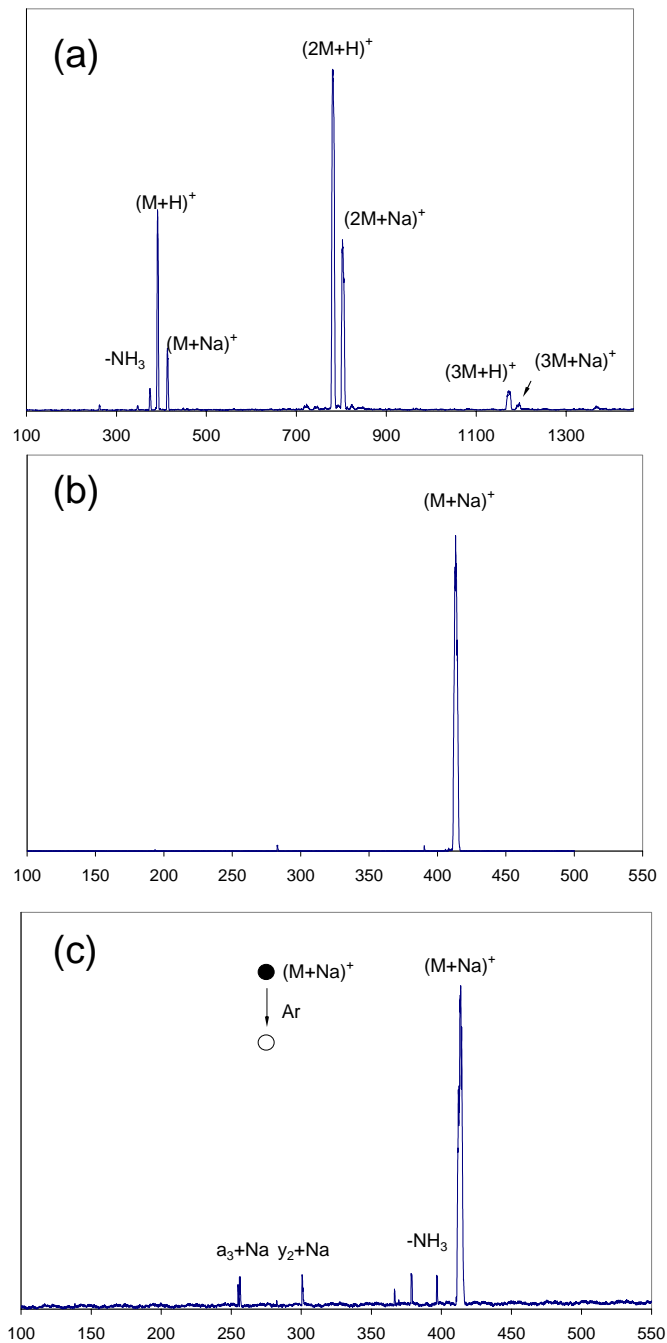 (a)
(2M+H)⁺
(M+H)⁺
(2M+Na)⁺
-NH₃
(M+Na)⁺
(3M+H)⁺
(3M+Na)⁺
100 300 500 700 900 1100 1300
(b)
(M+Na)⁺
100 150 200 250 300 350 400 450 500 550
(c)
(M+Na)⁺
(M+Na)⁺
Ar
-NH₃
a₃+Na
y₂+Na
100 150 200 250 300 350 400 450 500 550